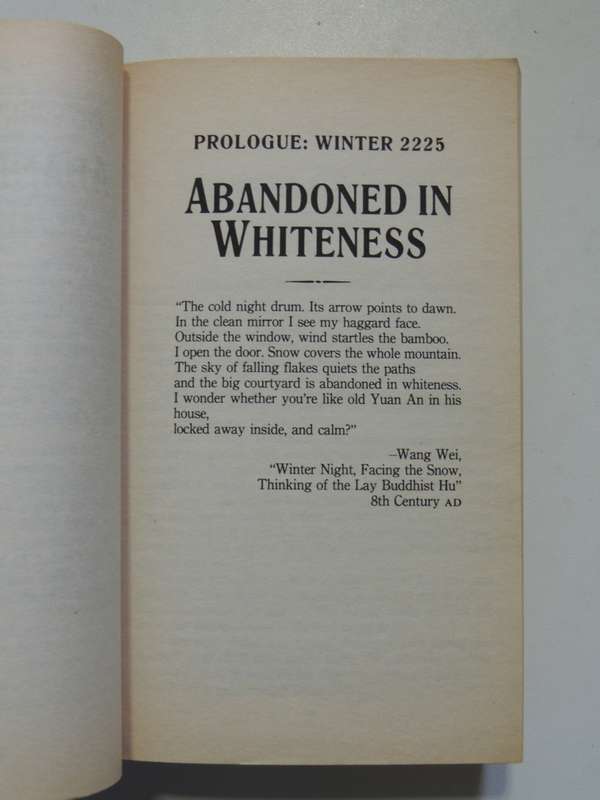 PROLOGUE: WINTER 2225
ABANDONED IN
WHITENESS
“The cold night drum. Its arrow points to dawn.
In the clean mirror I see my haggard face.
Outside the window, wind startles the bamboo.
I open the door. Snow covers the whole mountain.
The sky of falling flakes quiets the paths
and the big courtyard is abandoned in whiteness.
I wonder whether you’re like old Yuan An in his
house,
locked away inside, and calm?”
–Wang Wei,
“Winter Night, Facing the Snow,
Thinking of the Lay Buddhist Hu”
8th Century AD